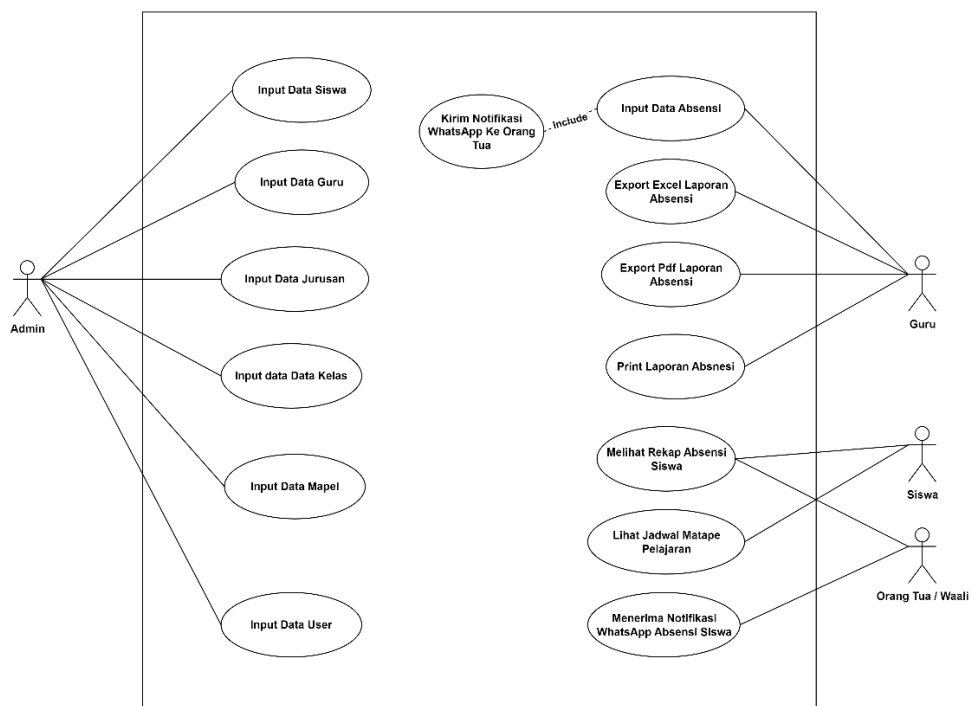 Input Data Siswa
Input Data Guru
Input Data Jurusan
Input data Data Kelas
Input Data Mapel
Input Data User
Admin
Kirim Notifikasi
WhatsApp Ke Orang
Tua
Include
Input Data Absensi
Export Excel Laporan
Absensi
Export Pdf Laporan
Absensi
Print Laporan Absnesi
Melihat Rekap Absensi
Siswa
Lihat Jadwal Matape
Pelajaran
Menerima Notifikasi
WhatsApp Absensi Siswa
Guru
Siswa
Orang Tua / Waali